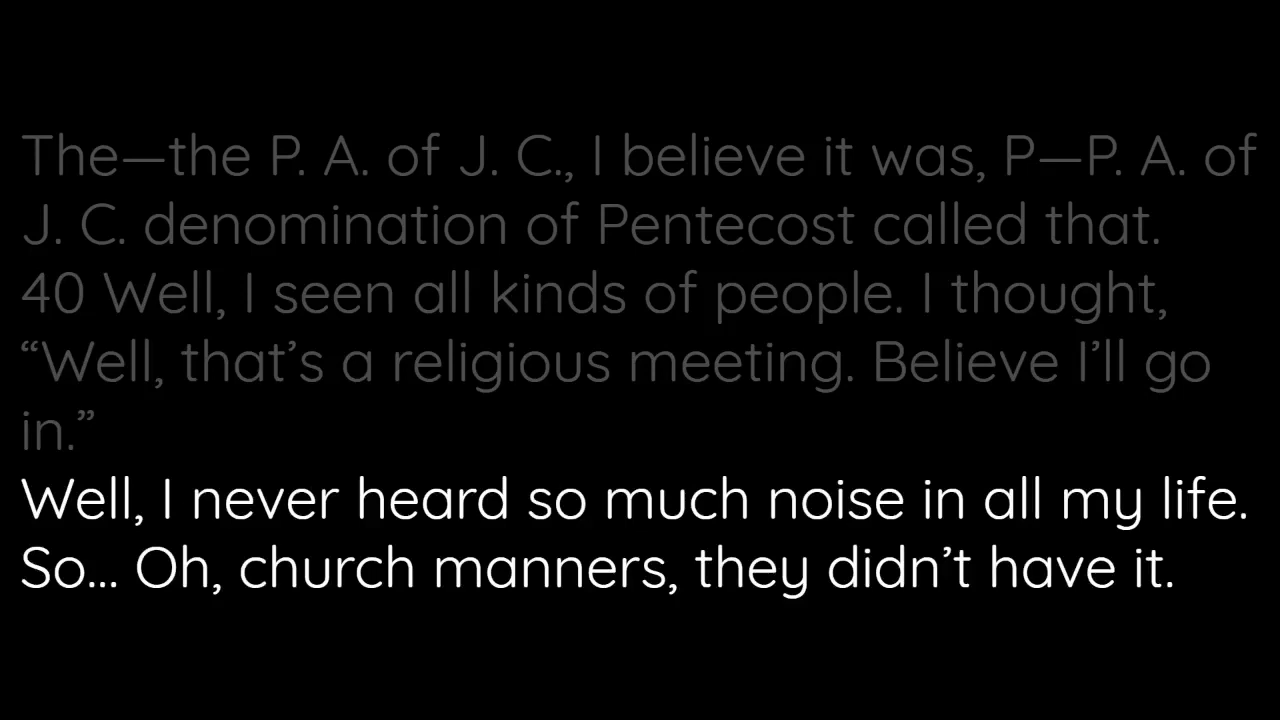 The—the P. A. of J. C., I believe it was, P—P. A. of
J. C. denomination of Pentecost called that.
40 Well, I seen all kinds of people. I thought,
“Well, that’s a religious meeting. Believe I’ll go
in.”
Well, I never heard so much noise in all my life.
So... Oh, church manners, they didn’t have it.